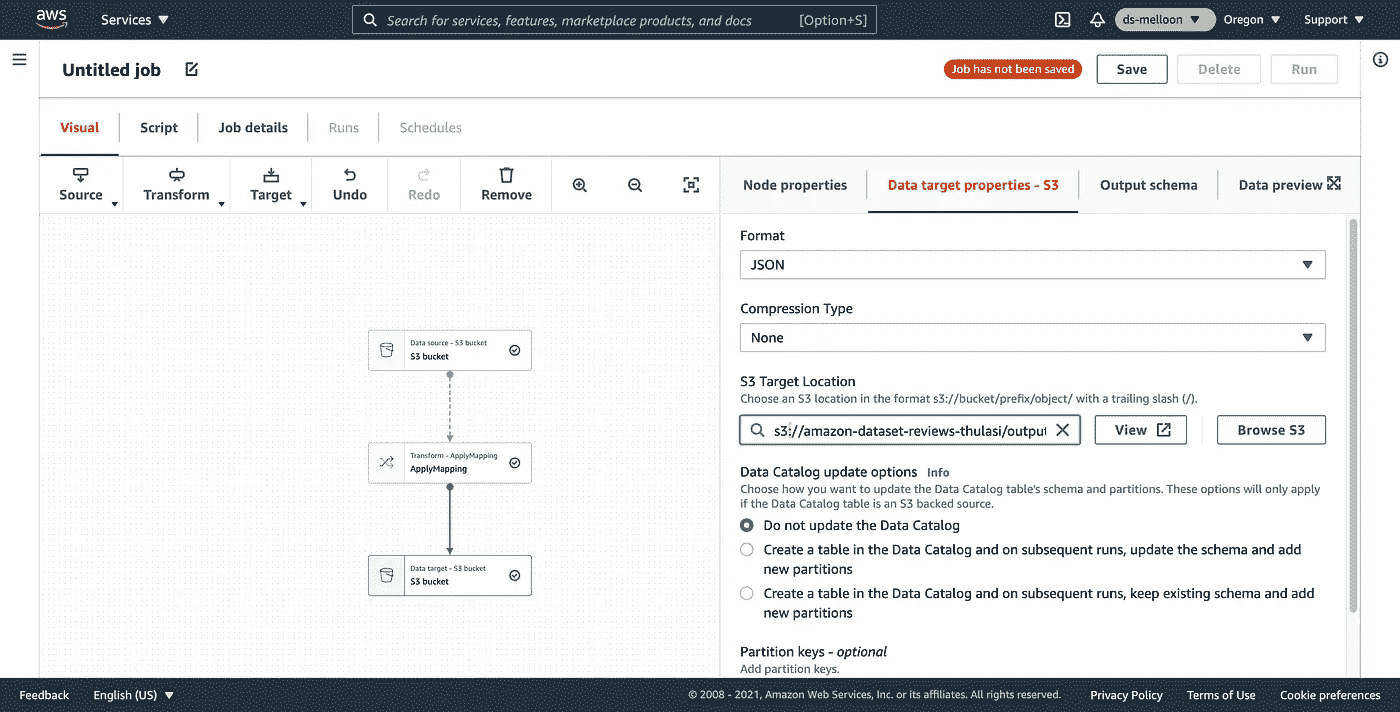 aws
Services
Search for services, features, marketplace products, and docs [Option+S]
ds-melloon
Oregon
Support
Untitled job
Job has not been saved
Save
Delete
Run
Visual
Script
Job details
Runs
Schedules
Source
Transform
Target
Undo
Redo
Remove
Node properties
Data target properties - S3
Output schema
Data preview
Data source - S3 bucket
S3 bucket
Transform - ApplyMapping
ApplyMapping
Data target - S3 bucket
S3 bucket
Format
JSON
Compression Type
None
S3 Target Location
Choose an S3 location in the format s3://bucket/prefix/object/ with a trailing slash (/).
s3://amazon-dataset-reviews-thulasi/output
View
Browse S3
Data Catalog update options Info
Choose how you want to update the Data Catalog table's schema and partitions. These options will only apply
if the Data Catalog table is an S3 backed source.
Do not update the Data Catalog
Create a table in the Data Catalog and on subsequent runs, update the schema and add
new partitions
Create a table in the Data Catalog and on subsequent runs, keep existing schema and add
new partitions
Partition keys - optional
Add partition keys.
Feedback
English (US)
© 2008 - 2021, Amazon Web Services, Inc. or its affiliates. All rights reserved.
Privacy Policy
Terms of Use
Cookie preferences